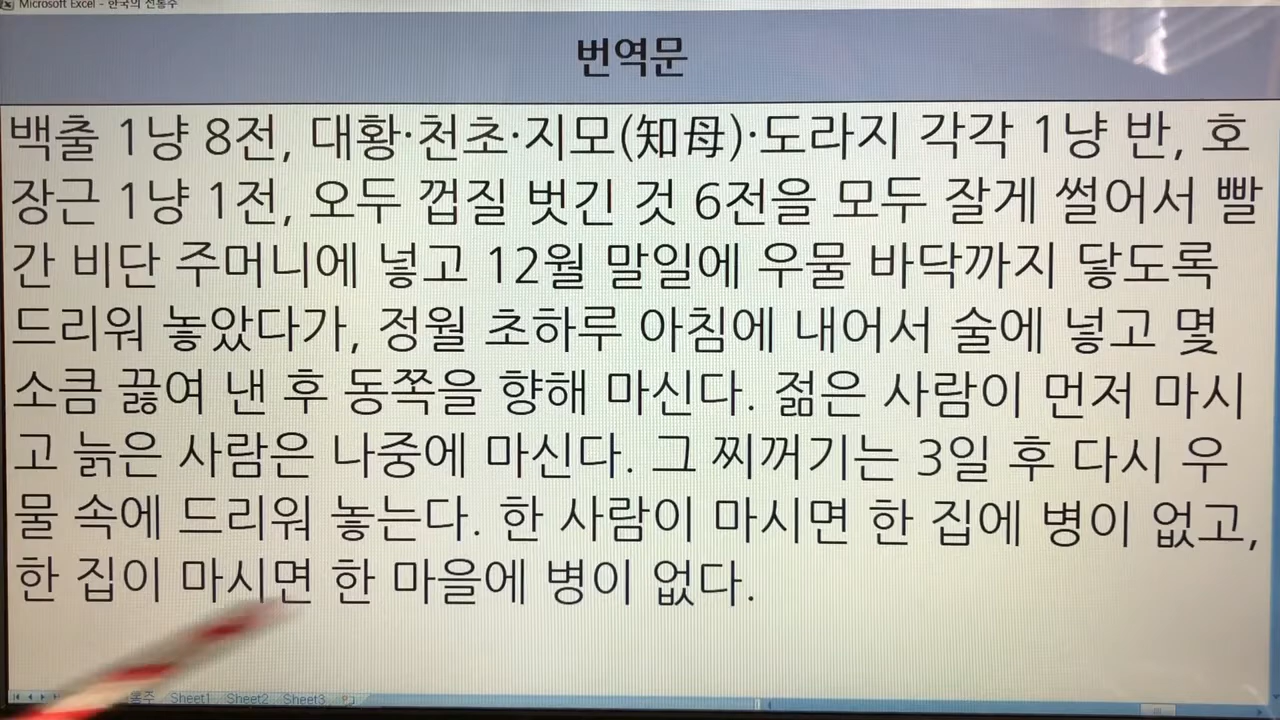 Microsoft Excel - 한국의 전통주
번역문
백출 1냥 8전, 대황·천초·지모(知母)·도라지 각각 1냥 반, 호
장근 1냥 1전, 오두 껍질 벗긴 것 6전을 모두 잘게 썰어서 빨
간 비단 주머니에 넣고 12월 말일에 우물 바닥까지 닿도록
드리워 놓았다가, 정월 초하루 아침에 내어서 술에 넣고 몇
소큼 끓여 낸 후 동쪽을 향해 마신다. 젊은 사람이 먼저 마시
고 늙은 사람은 나중에 마신다. 그 찌꺼기는 3일 후 다시 우
물 속에 드리워 놓는다. 한 사람이 마시면 한 집에 병이 없고,
한 집이 마시면 한 마을에 병이 없다.
Sheet1 Sheet2 Sheet3